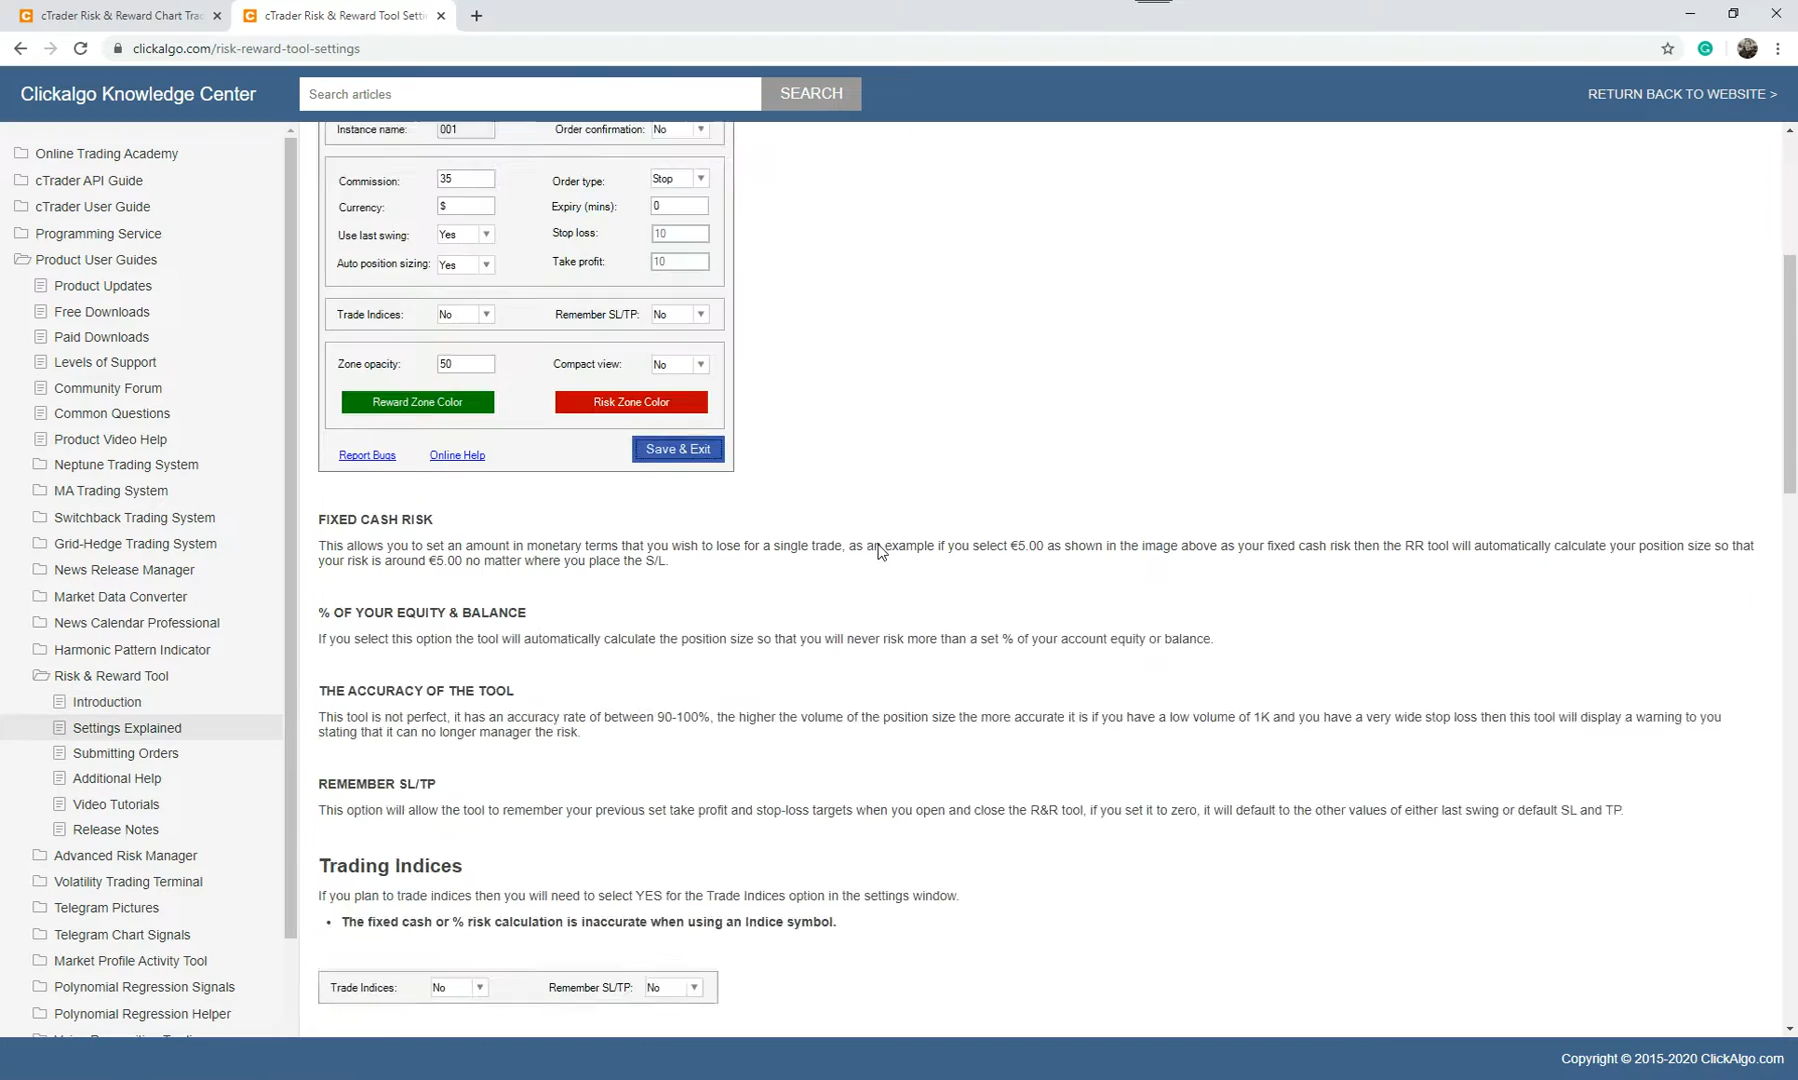 cTrader Risk & Reward Chart Trac
cTrader Risk & Reward Tool Setti
clickalgo.com/risk-reward-tool-settings
Clickalgo Knowledge Center
Search articles
SEARCH
RETURN BACK TO WEBSITE >
Online Trading Academy
cTrader API Guide
cTrader User Guide
Programming Service
Product User Guides
Product Updates
Free Downloads
Paid Downloads
Levels of Support
Community Forum
Common Questions
Product Video Help
Neptune Trading System
MA Trading System
Switchback Trading System
Grid-Hedge Trading System
News Release Manager
Market Data Converter
News Calendar Professional
Harmonic Pattern Indicator
Risk & Reward Tool
Introduction
Settings Explained
Submitting Orders
Additional Help
Video Tutorials
Release Notes
Advanced Risk Manager
Volatility Trading Terminal
Telegram Pictures
Telegram Chart Signals
Market Profile Activity Tool
Polynomial Regression Signals
Polynomial Regression Helper
Instance name: 001 Order confirmation: No
Commission: 35 Order type: Stop
Currency: $ Expiry (mins): 0
Use last swing: Yes Stop loss: 10
Auto position sizing: Yes Take profit: 10
Trade Indices: No Remember SL/TP: No
Zone opacity: 50 Compact view: No
Reward Zone Color Risk Zone Color
Report Bugs Online Help Save & Exit
FIXED CASH RISK
This allows you to set an amount in monetary terms that you wish to lose for a single trade, as an example if you select €5.00 as shown in the image above as your fixed cash risk then the RR tool will automatically calculate your position size so that
your risk is around €5.00 no matter where you place the S/L.
% OF YOUR EQUITY & BALANCE
If you select this option the tool will automatically calculate the position size so that you will never risk more than a set % of your account equity or balance.
THE ACCURACY OF THE TOOL
This tool is not perfect, it has an accuracy rate of between 90-100%, the higher the volume of the position size the more accurate it is if you have a low volume of 1K and you have a very wide stop loss then this tool will display a warning to you
stating that it can no longer manager the risk.
REMEMBER SL/TP
This option will allow the tool to remember your previous set take profit and stop-loss targets when you open and close the R&R tool, if you set it to zero, it will default to the other values of either last swing or default SL and TP.
Trading Indices
If you plan to trade indices then you will need to select YES for the Trade Indices option in the settings window.
• The fixed cash or % risk calculation is inaccurate when using an Indice symbol.
Trade Indices: No Remember SL/TP: No
Copyright © 2015-2020 ClickAlgo.com